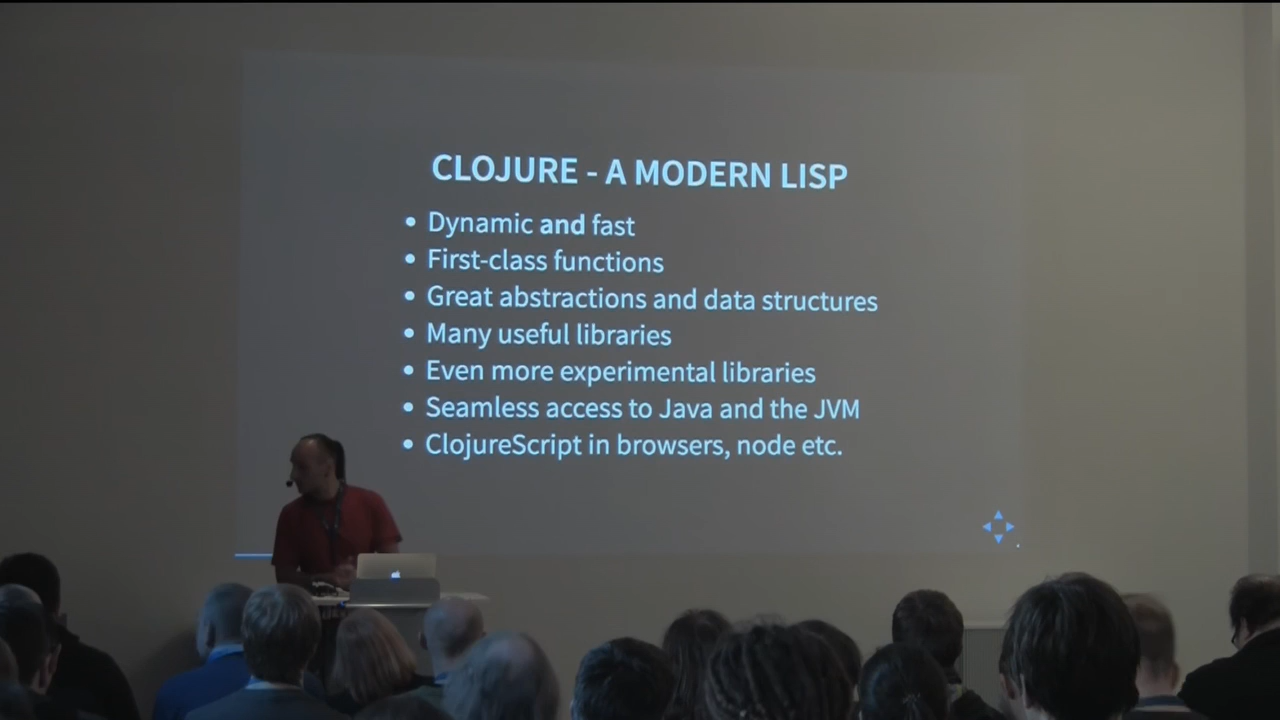 CLOJURE - A MODERN LISP
• Dynamic and fast
• First-class functions
• Great abstractions and data structures
• Many useful libraries
• Even more experimental libraries
• Seamless access to Java and the JVM
• ClojureScript in browsers, node etc.